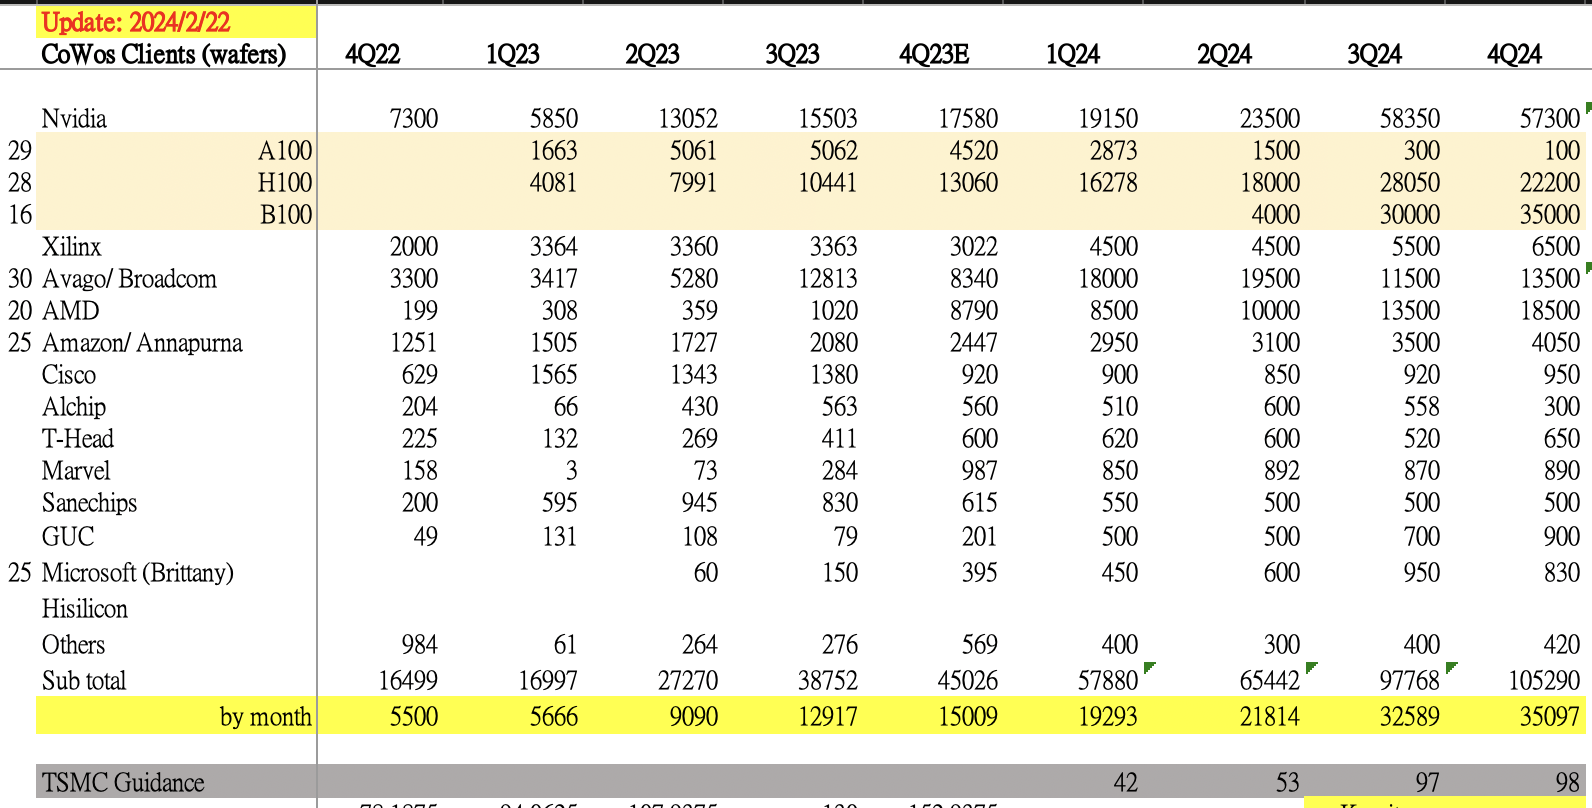 Update: 2024/2/22
CoWos Clients (wafers) 4Q22 1Q23 2Q23 3Q23 4Q23E 1Q24 2Q24 3Q24 4Q24
Nvidia 7300 5850 13052 15503 17580 19150 23500 58350 57300
29 A100 1663 5061 5062 4520 2873 1500 300 100
28 H100 4081 7991 10441 13060 16278 18000 28050 22200
16 B100 4000 30000 35000
Xilinx 2000 3364 3360 3363 3022 4500 4500 5500 6500
30 Avago/ Broadcom 3300 3417 5280 12813 8340 18000 19500 11500 13500
20 AMD 199 308 359 1020 8790 8500 10000 13500 18500
25 Amazon/ Annapurna 1251 1505 1727 2080 2447 2950 3100 3500 4050
Cisco 629 1565 1343 1380 920 900 850 920 950
Alchip 204 66 430 563 560 510 600 558 300
T-Head 225 132 269 411 600 620 600 520 650
Marvel 158 3 73 284 987 850 892 870 890
Sanechips 200 595 945 830 615 550 500 500 500
GUC 49 131 108 79 201 500 500 700 900
25 Microsoft (Brittany) 60 150 395 450 600 950 830
Hisilicon
Others 984 61 264 276 569 400 300 400 420
Sub total 16499 16997 27270 38752 45026 57880 65442 97768 105290
by month 5500 5666 9090 12917 15009 19293 21814 32589 35097
TSMC Guidance 42 53 97 98